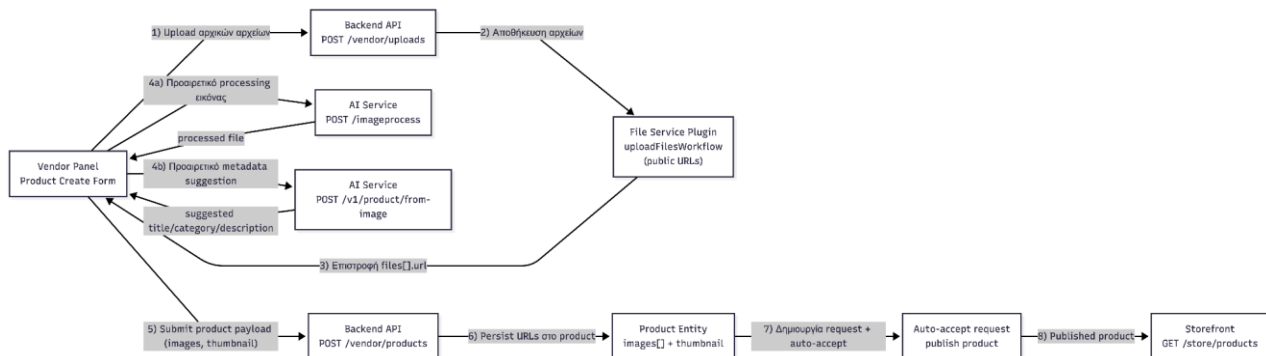 1) Upload αρχικών αρχείων
Backend API
POST /vendor/uploads
2) Αποθήκευση αρχείων
4a) Προαιρετικό processing
εικόνας
AI Service
POST /imageprocess
processed file
File Service Plugin
uploadFilesWorkflow
(public URLs)
Vendor Panel
Product Create Form
4b) Προαιρετικό metadata
suggestion
AI Service
POST /v1/product/from-
image
suggested
title/category/description
3) Επιστροφή files[].url
5) Submit product payload
(images, thumbnail)
Backend API
POST /vendor/products
6) Persist URLs στο product
Product Entity
images[] + thumbnail
7) Δημιουργία request +
auto-accept
Auto-accept request
publish product
8) Published product
Storefront
GET /store/products